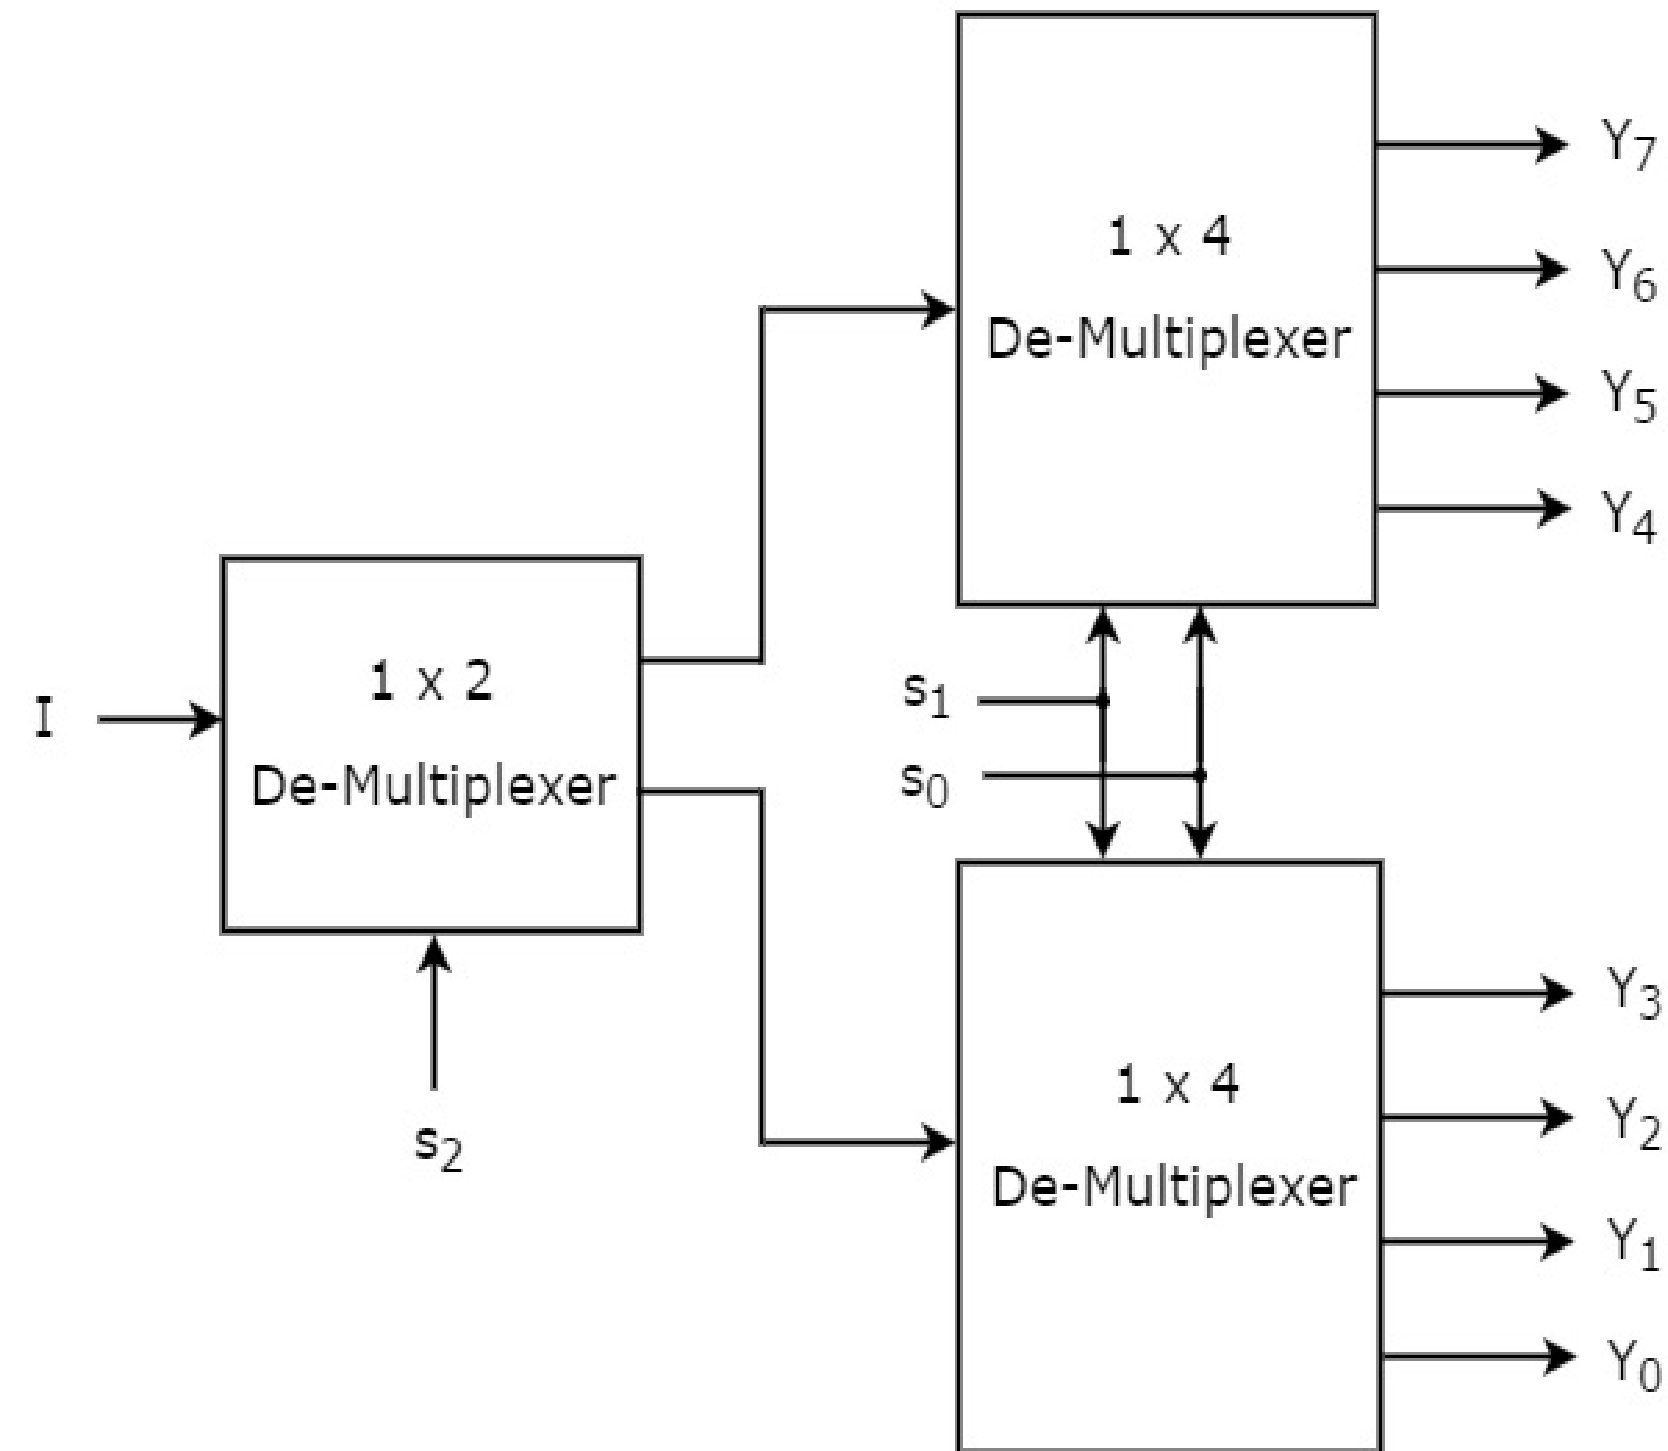 Y₇
1 x 4
Y₆
De-Multiplexer
Y₅
Y₄
1 x 2
s₁
I
De-Multiplexer
s₀
Y₃
1 x 4
Y₂
s₂
De-Multiplexer
Y₁
Y₀